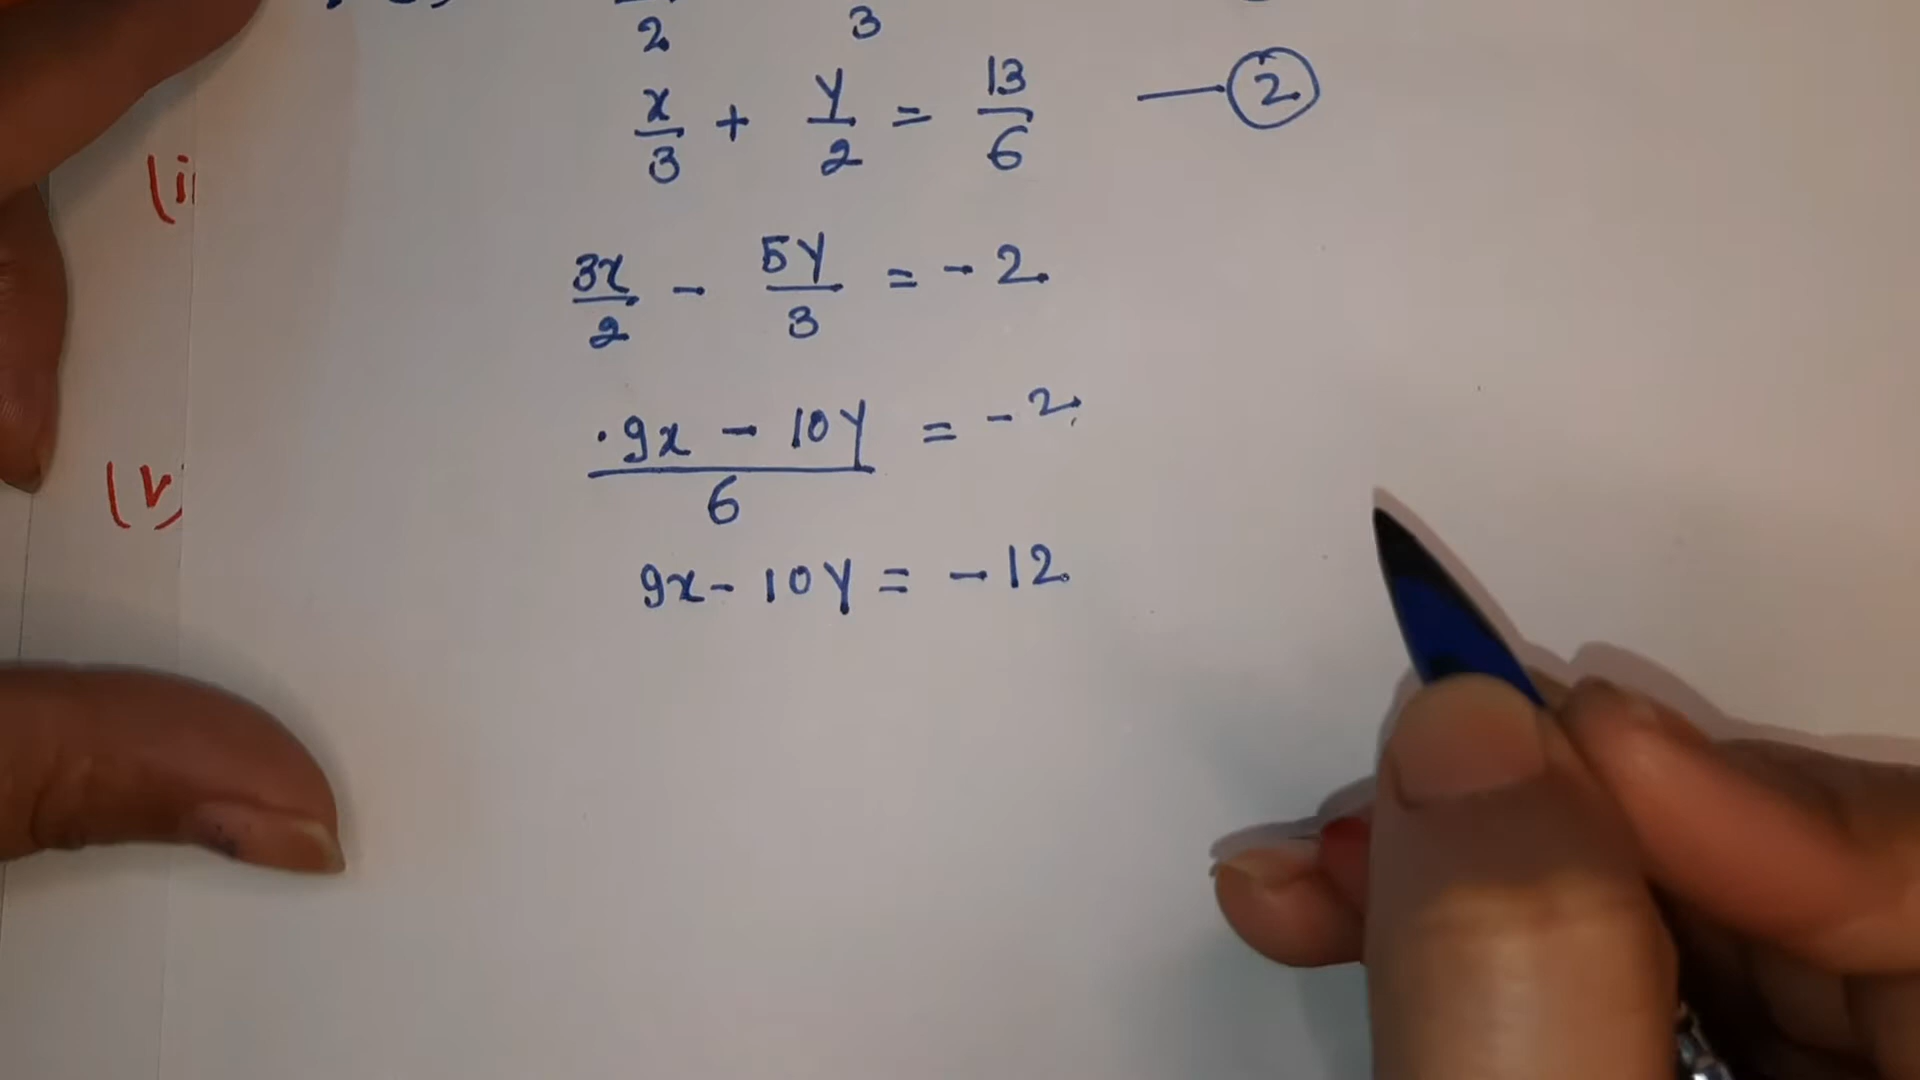 2 3
x/3 + y/2 = 13/6 — 2
(ii
3x/2 - 5y/3 = - 2
9x - 10y / 6 = - 2
(v)
9x - 10y = - 12